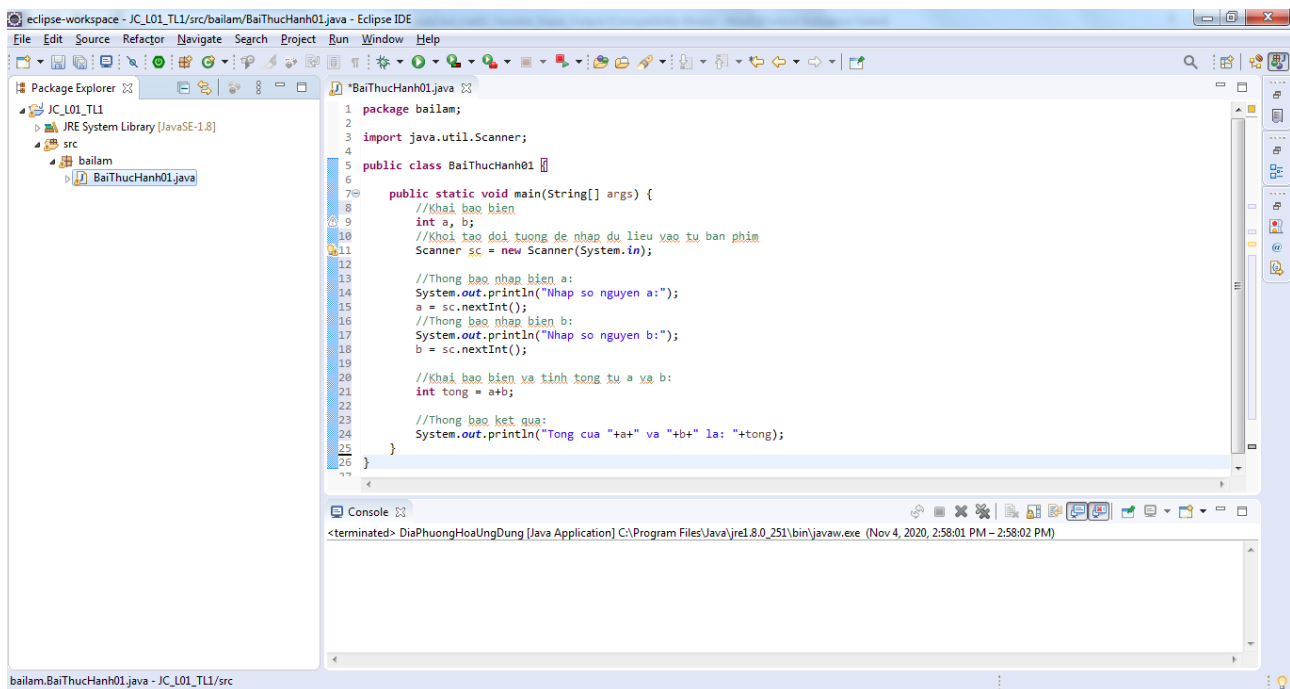 eclipse-workspace - JC_L01_TL1/src/bailam/BaiThucHanh01.java - Eclipse IDE
File Edit Source Refactor Navigate Search Project Run Window Help
Package Explorer
JC_L01_TL1
JRE System Library [JavaSE-1.8]
src
bailam
BaiThucHanh01.java
*BaiThucHanh01.java
1 package bailam;
2
3 import java.util.Scanner;
4
5 public class BaiThucHanh01 {
6
7 public static void main(String[] args) {
8 //Khai bao bien
9 int a, b;
10 //Khoi tao doi tuong de nhap du lieu vao tu ban phim
11 Scanner sc = new Scanner(System.in);
12
13 //Thong bao nhap bien a:
14 System.out.println("Nhap so nguyen a:");
15 a = sc.nextInt();
16 //Thong bao nhap bien b:
17 System.out.println("Nhap so nguyen b:");
18 b = sc.nextInt();
19
20 //Khai bao bien va tinh tong tu a va b:
21 int tong = a+b;
22
23 //Thong bao ket qua:
24 System.out.println("Tong cua "+a+" va "+b+" la: "+tong);
25 }
26 }
27
Console
<terminated> DiaPhuongHoaUngDung [Java Application] C:\Program Files\Java\jre1.8.0_251\bin\javaw.exe (Nov 4, 2020, 2:58:01 PM – 2:58:02 PM)
bailam.BaiThucHanh01.java - JC_L01_TL1/src